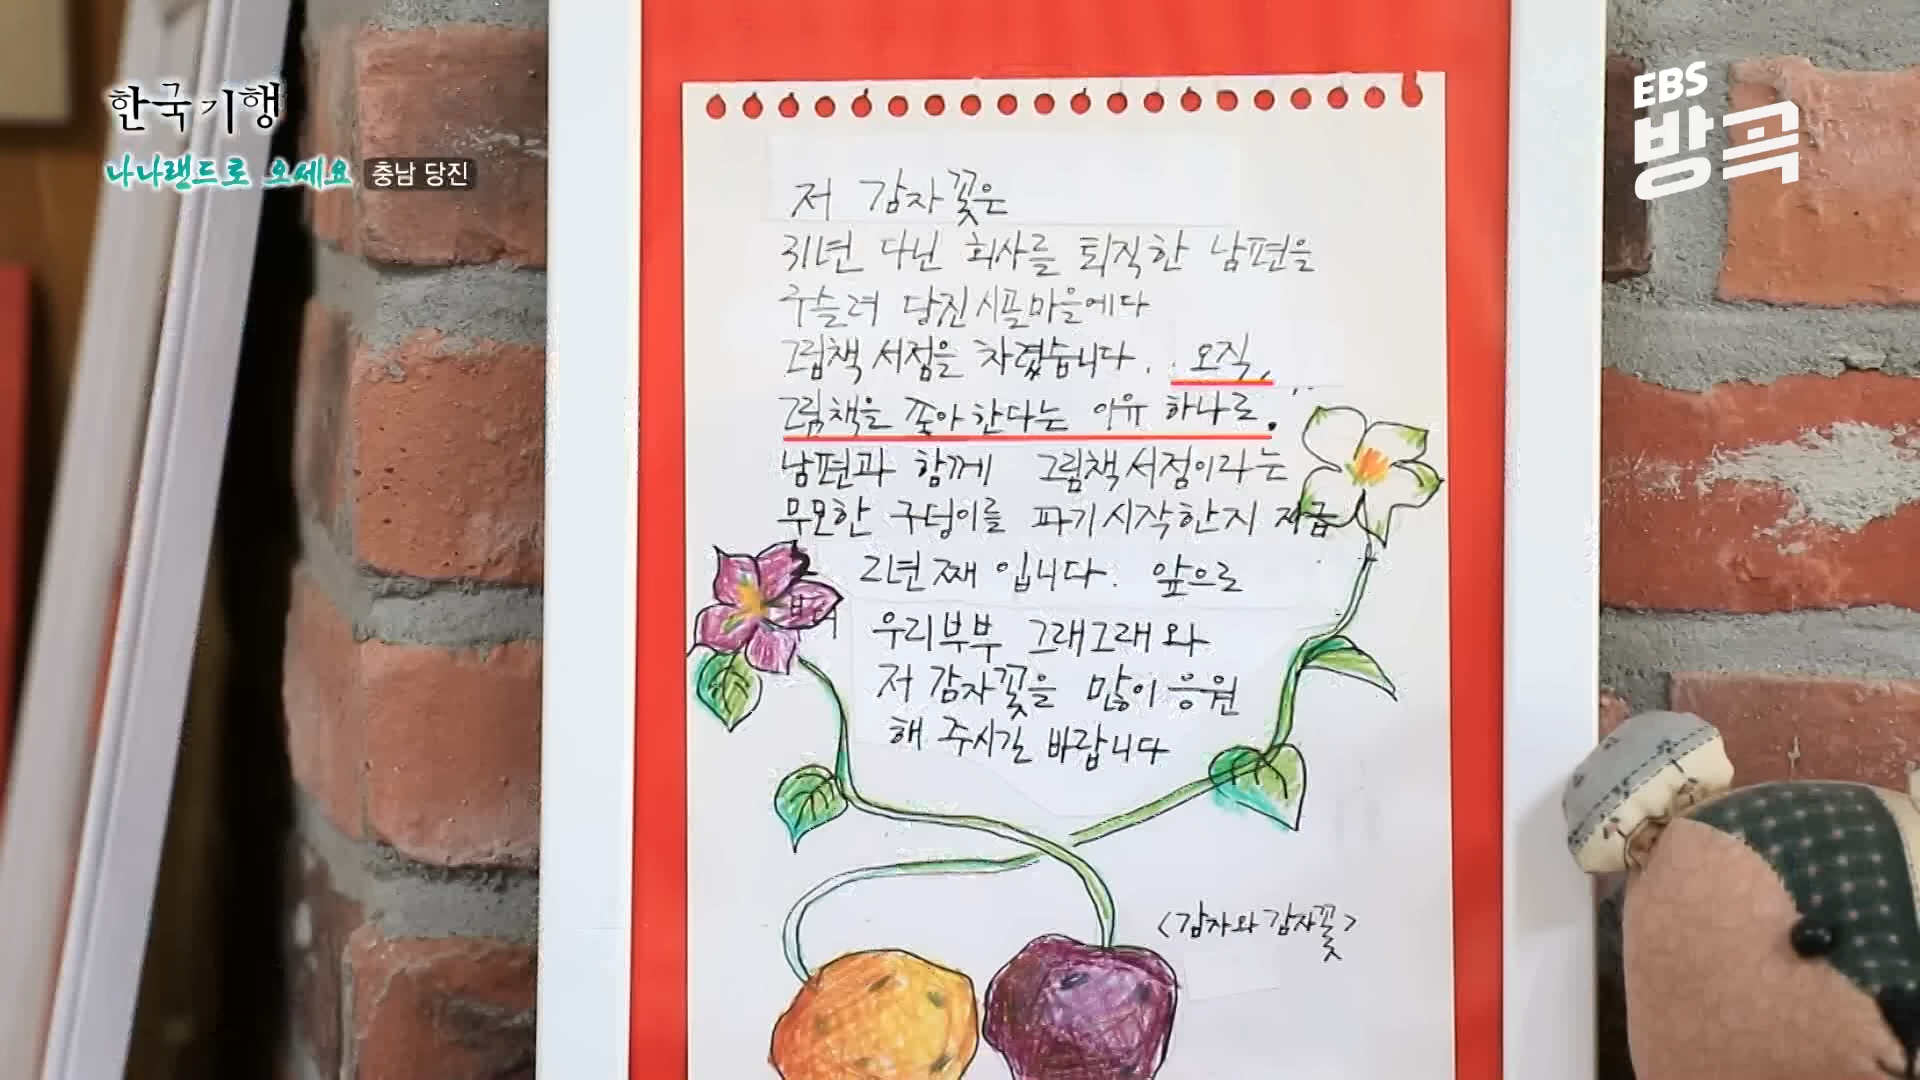 한국기행
나나랜드로 오세요 충남 당진
EBS
방콕
저 감자꽃은
31년 다닌 회사를 퇴직한 남편을
구슬려 당진시골마을에다
그림책 서점을 차렸습니다. 오직,
그림책을 좋아한다는 이유 하나로.
남편과 함께 그림책서점이라는
무모한 구덩이를 파기시작한지 지금
2년째 입니다. 앞으로
우리부부 그래그래와
저 감자꽃을 많이 응원
해 주시길 바랍니다
<감자와 감자꽃>